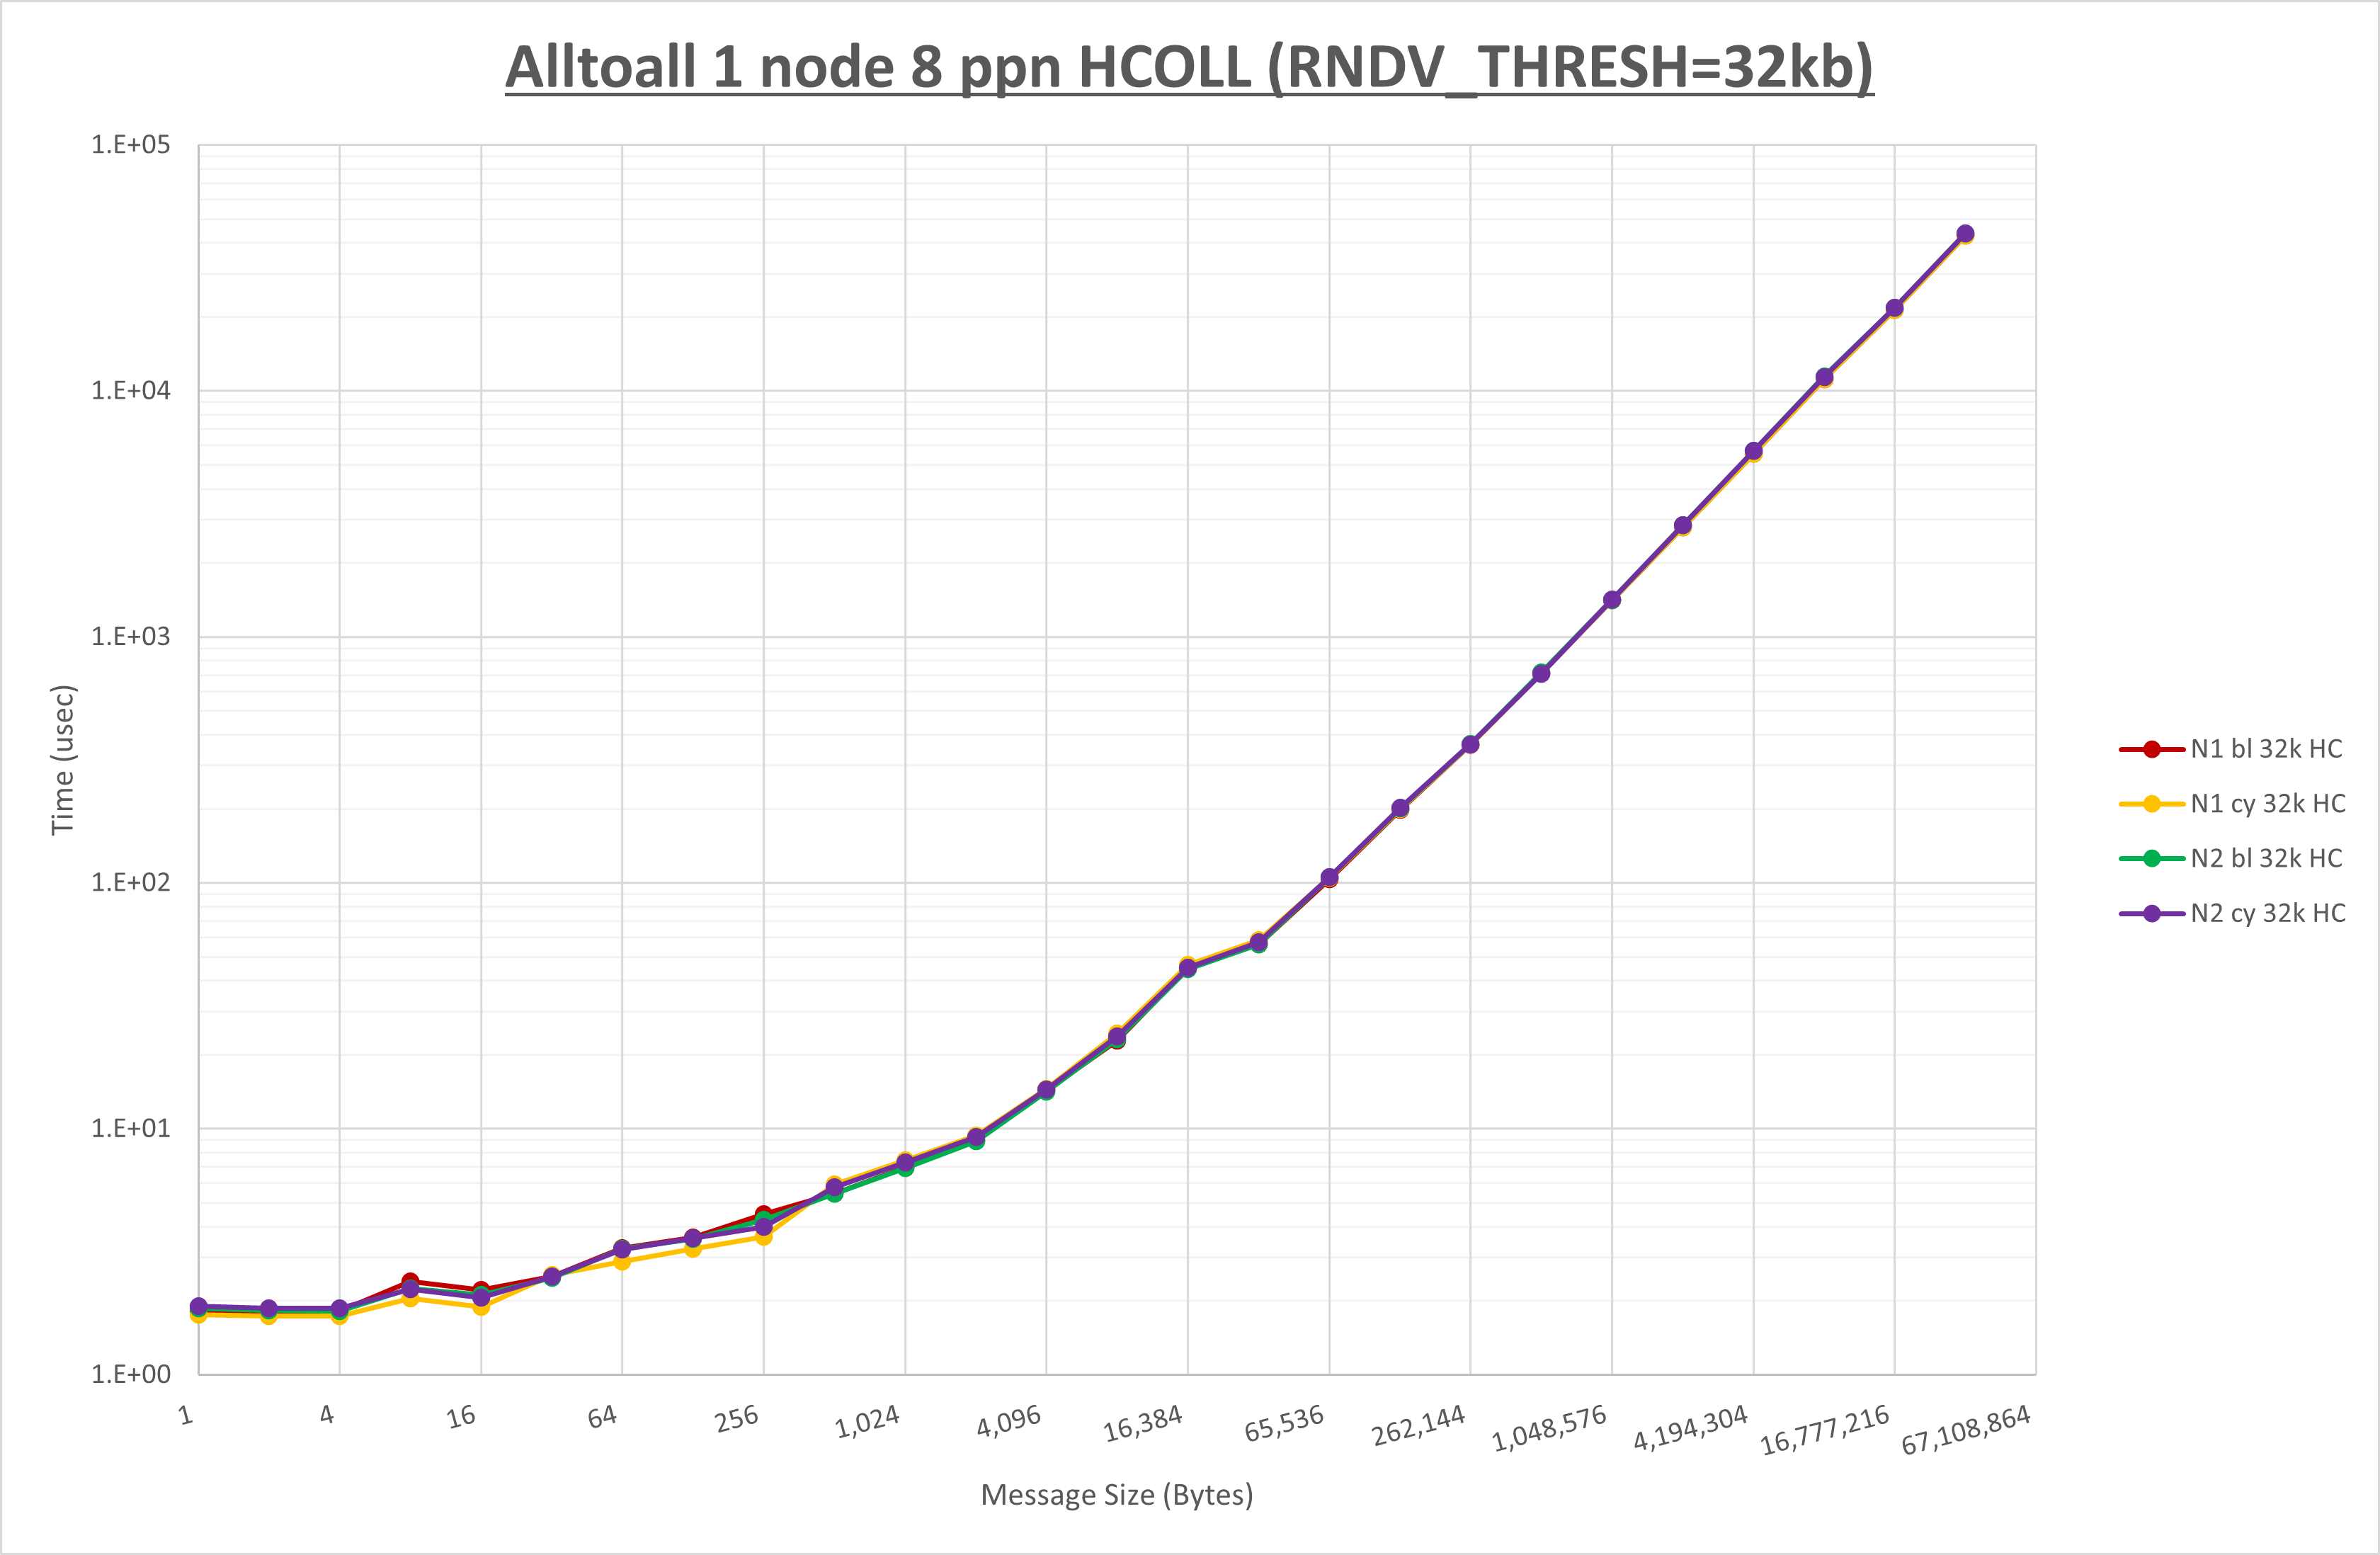 Alltoall 1 node 8 ppn HCOLL (RNDV_THRESH=32kb)
1.E+05
1.E+04
1.E+03
1.E+02
1.E+01
1.E+00
Time (usec)
1 4 16 64 256 1,024 4,096 16,384 65,536 262,144 1,048,576 4,194,304 16,777,216 67,108,864
Message Size (Bytes)
N1 bl 32k HC
N1 cy 32k HC
N2 bl 32k HC
N2 cy 32k HC